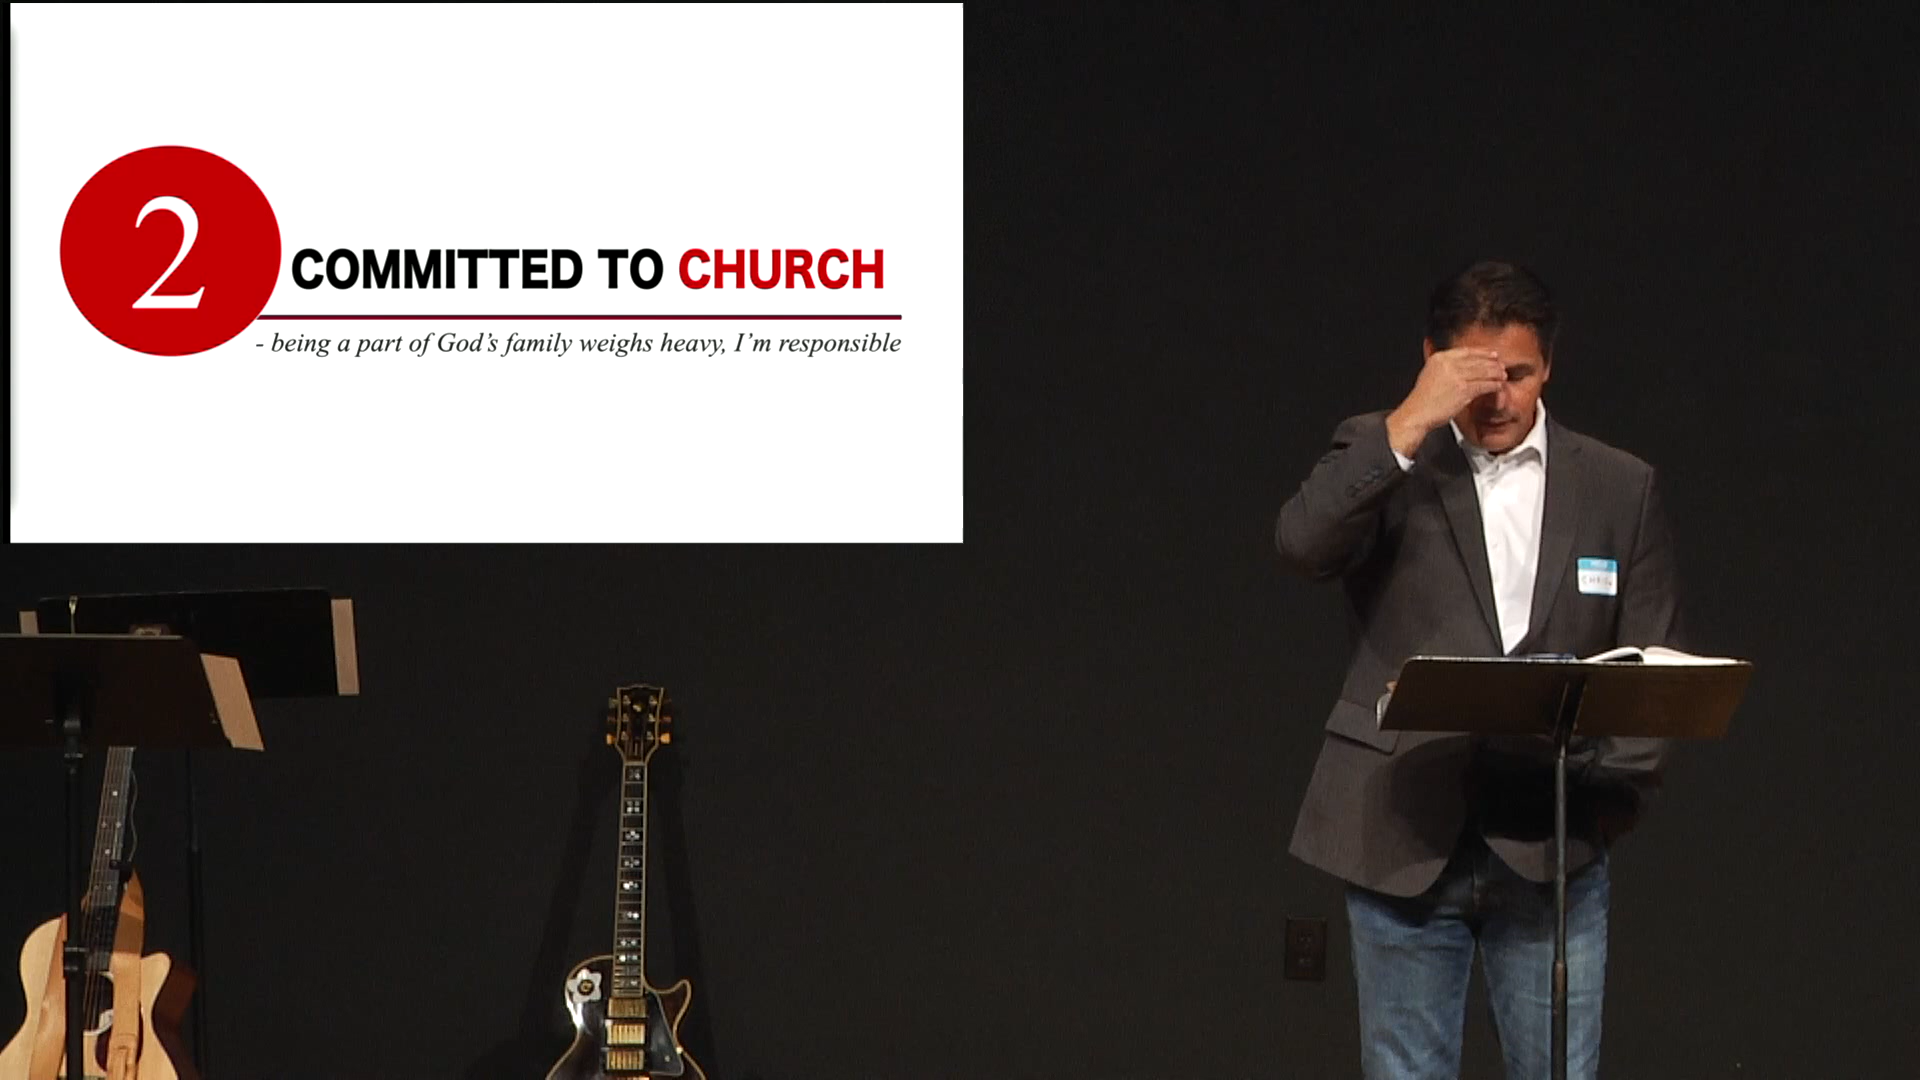 2
COMMITTED TO CHURCH
- being a part of God's family weighs heavy, I'm responsible